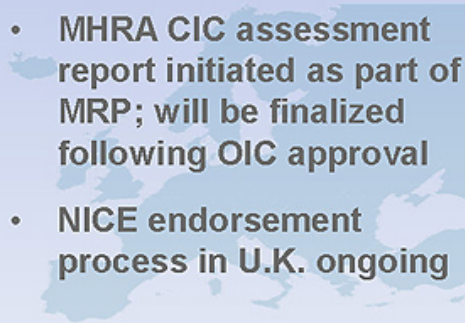 • MHRA CIC assessment
report initiated as part of
MRP; will be finalized
following OIC approval
• NICE endorsement
process in U.K. ongoing